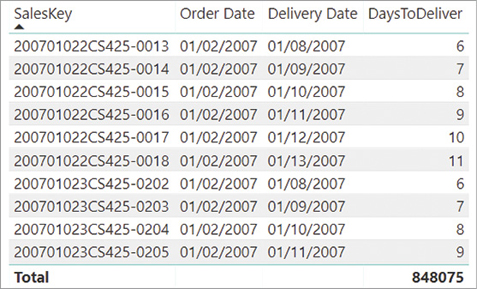 SalesKey Order Date Delivery Date DaysToDeliver
200701022CS425-0013 01/02/2007 01/08/2007 6
200701022CS425-0014 01/02/2007 01/09/2007 7
200701022CS425-0015 01/02/2007 01/10/2007 8
200701022CS425-0016 01/02/2007 01/11/2007 9
200701022CS425-0017 01/02/2007 01/12/2007 10
200701022CS425-0018 01/02/2007 01/13/2007 11
200701023CS425-0202 01/02/2007 01/08/2007 6
200701023CS425-0203 01/02/2007 01/09/2007 7
200701023CS425-0204 01/02/2007 01/10/2007 8
200701023CS425-0205 01/02/2007 01/11/2007 9
Total 848075